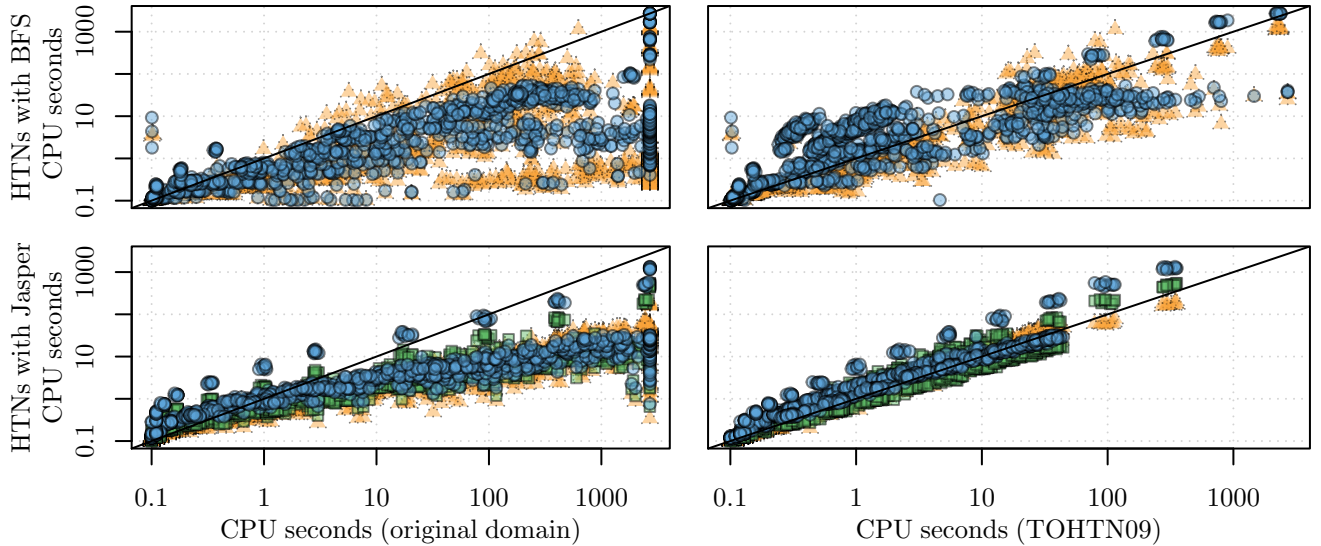 HTNs with BFS
CPU seconds
0.1
10
1000
HTNs with Jasper
CPU seconds
0.1
10
1000
0.1
1
10
100
1000
0.1
1
10
100
1000
CPU seconds (original domain)
CPU seconds (TOHTN09)